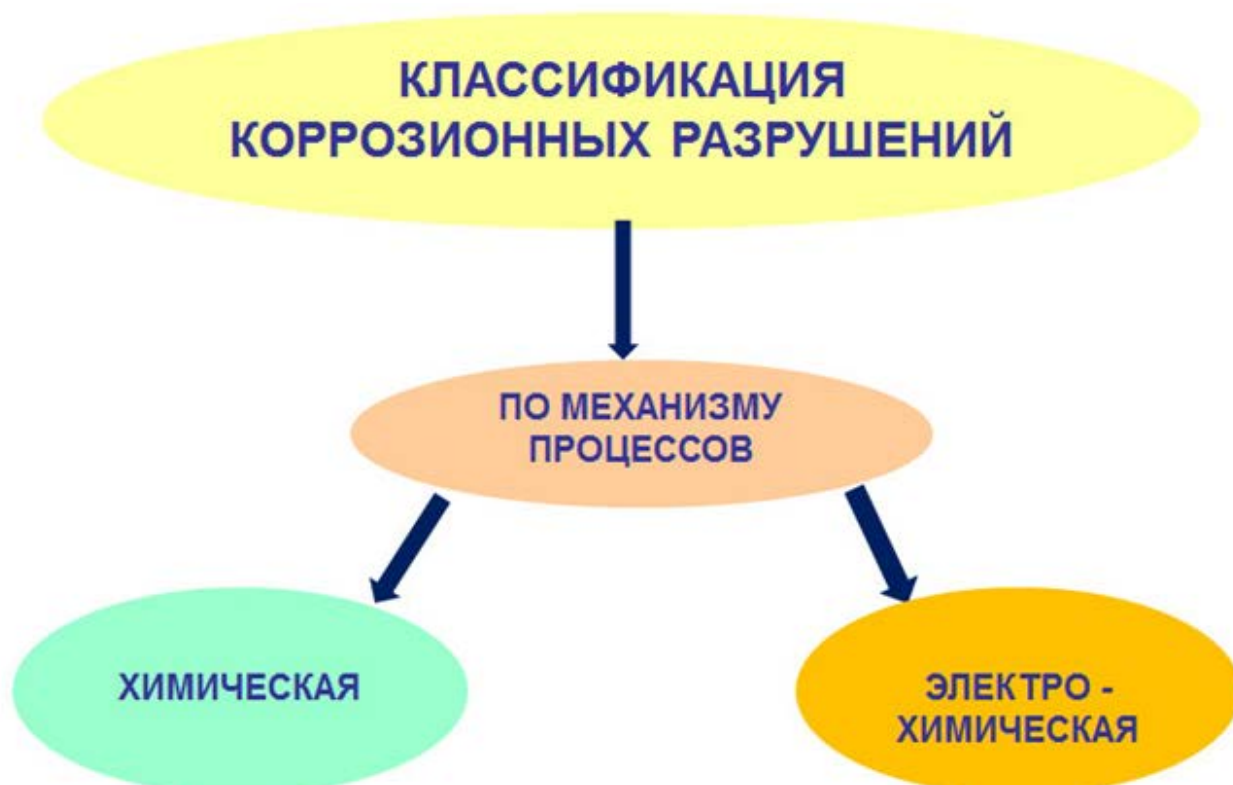 КЛАССИФИКАЦИЯ
КОРРОЗИОННЫХ РАЗРУШЕНИЙ
ПО МЕХАНИЗМУ
ПРОЦЕССОВ
ХИМИЧЕСКАЯ
ЭЛЕКТРО -
ХИМИЧЕСКАЯ